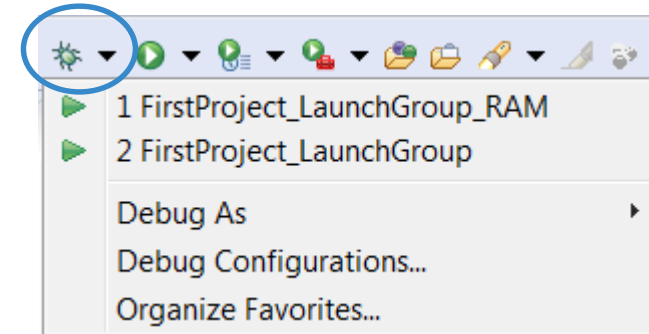 1 FirstProject_LaunchGroup_RAM
2 FirstProject_LaunchGroup
Debug As
Debug Configurations...
Organize Favorites...